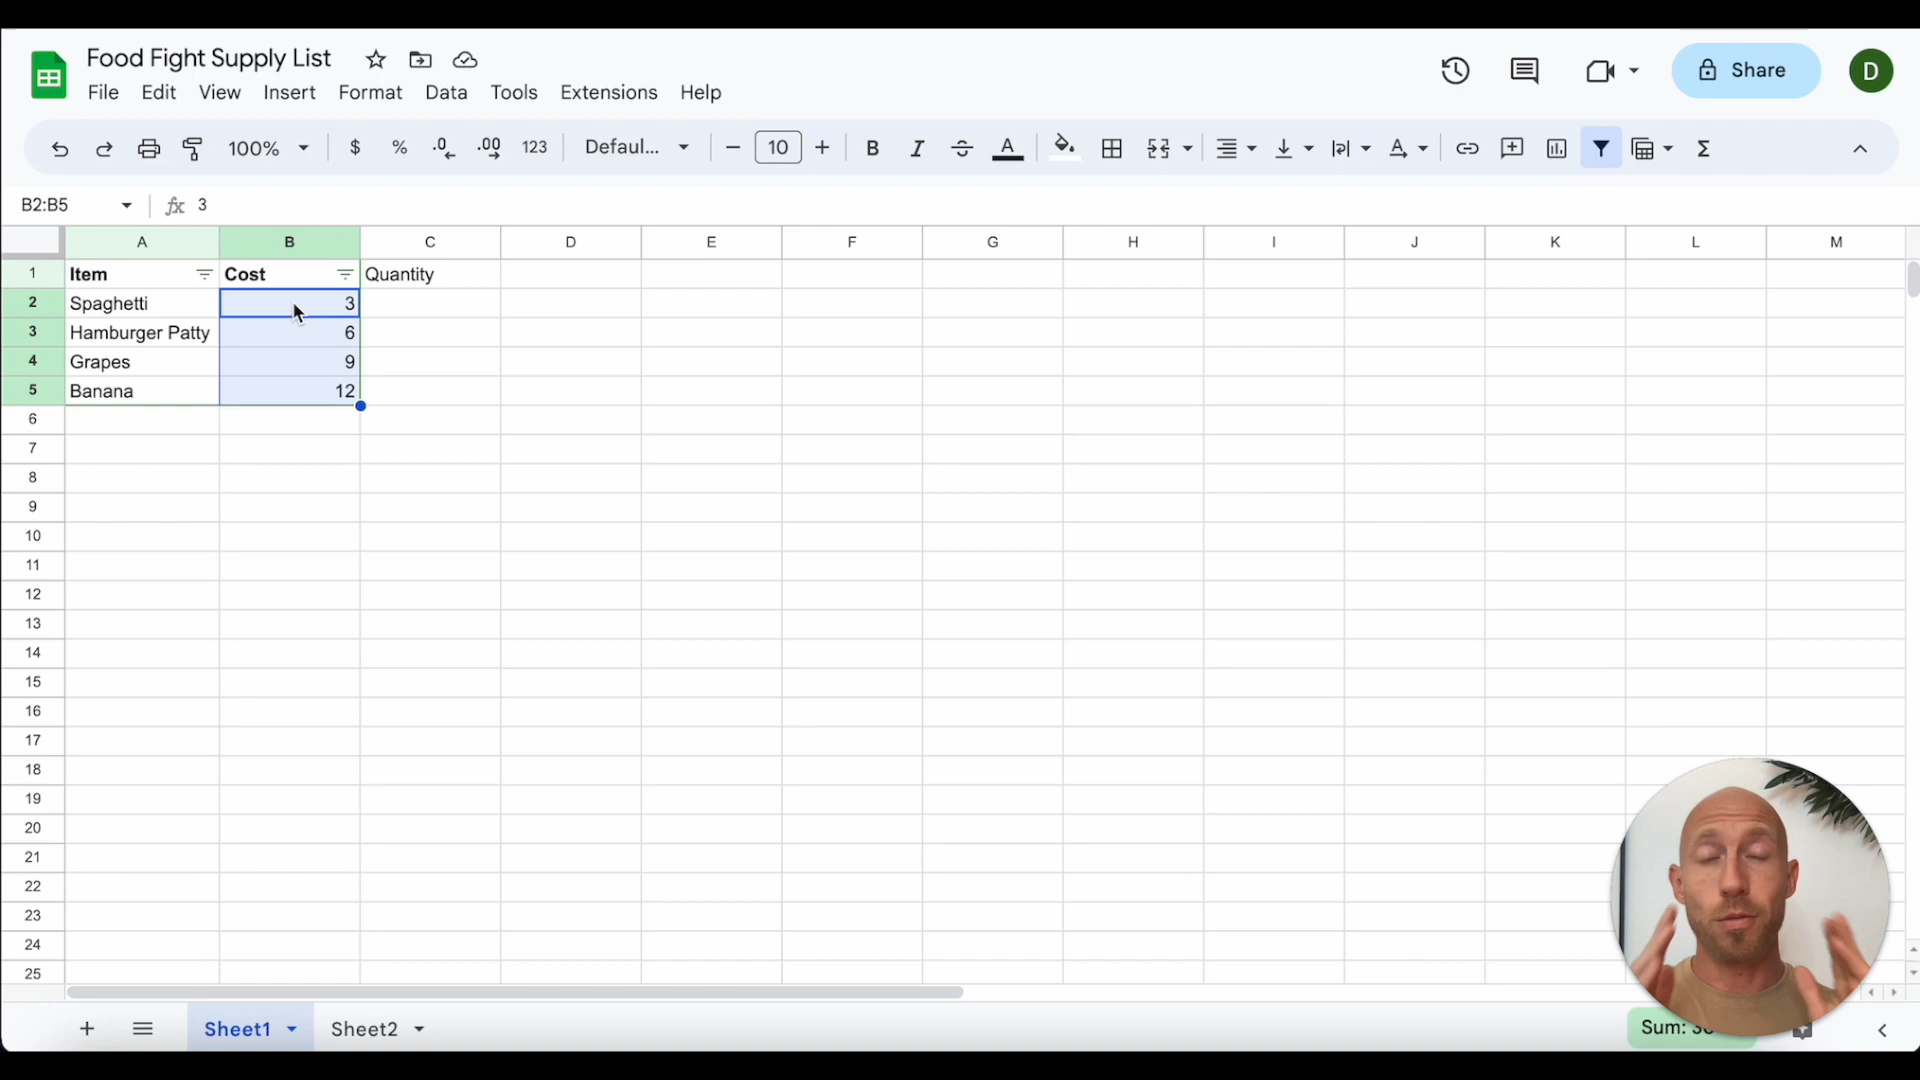 Food Fight Supply List
File Edit View Insert Format Data Tools Extensions Help
Share
D
100% $ % .0 .00 123 Defaul... 10 B I S A A Σ
B2:B5 fx 3
A B C D E F G H I J K L M
1 Item Cost Quantity
2 Spaghetti 3
3 Hamburger Patty 6
4 Grapes 9
5 Banana 12
6
7
8
9
10
11
12
13
14
15
16
17
18
19
20
21
22
23
24
25
Sheet1 Sheet2 Sum: